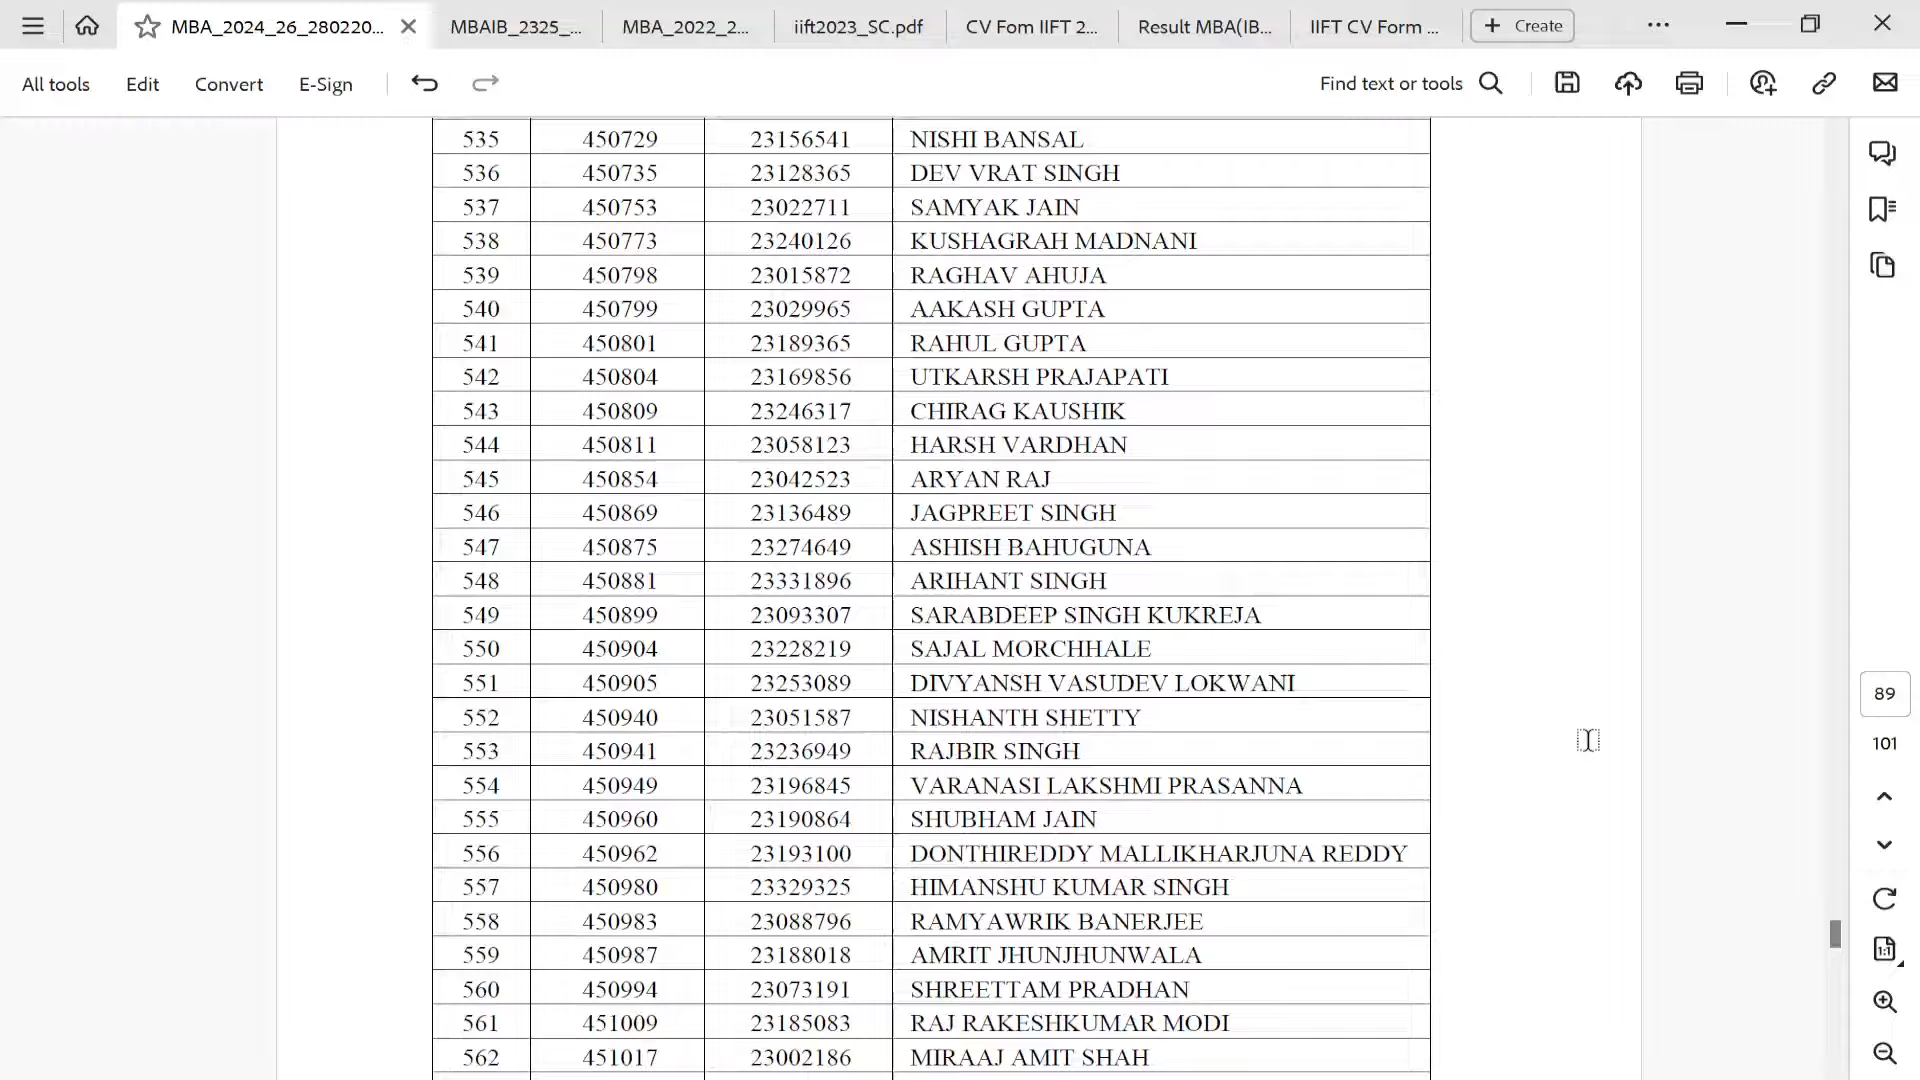 MBA_2024_26_280220... MBAIB_2325_... MBA_2022_2... iift2023_SC.pdf CV Fom IIFT 2... Result MBA(IB... IIFT CV Form ... + Create
All tools Edit Convert E-Sign Find text or tools
535 450729 23156541 NISHI BANSAL
536 450735 23128365 DEV VRAT SINGH
537 450753 23022711 SAMYAK JAIN
538 450773 23240126 KUSHAGRAH MADNANI
539 450798 23015872 RAGHAV AHUJA
540 450799 23029965 AAKASH GUPTA
541 450801 23189365 RAHUL GUPTA
542 450804 23169856 UTKARSH PRAJAPATI
543 450809 23246317 CHIRAG KAUSHIK
544 450811 23058123 HARSH VARDHAN
545 450854 23042523 ARYAN RAJ
546 450869 23136489 JAGPREET SINGH
547 450875 23274649 ASHISH BAHUGUNA
548 450881 23331896 ARIHANT SINGH
549 450899 23093307 SARABDEEP SINGH KUKREJA
550 450904 23228219 SAJAL MORCHHALE
551 450905 23253089 DIVYANSH VASUDEV LOKWANI
552 450940 23051587 NISHANTH SHETTY
553 450941 23236949 RAJBIR SINGH
554 450949 23196845 VARANASI LAKSHMI PRASANNA
555 450960 23190864 SHUBHAM JAIN
556 450962 23193100 DONTHIREDDY MALLIKHARJUNA REDDY
557 450980 23329325 HIMANSHU KUMAR SINGH
558 450983 23088796 RAMYAWRIK BANERJEE
559 450987 23188018 AMRIT JHUNJHUNWALA
560 450994 23073191 SHREETTAM PRADHAN
561 451009 23185083 RAJ RAKESHKUMAR MODI
562 451017 23002186 MIRAAJ AMIT SHAH
89
101
1:1